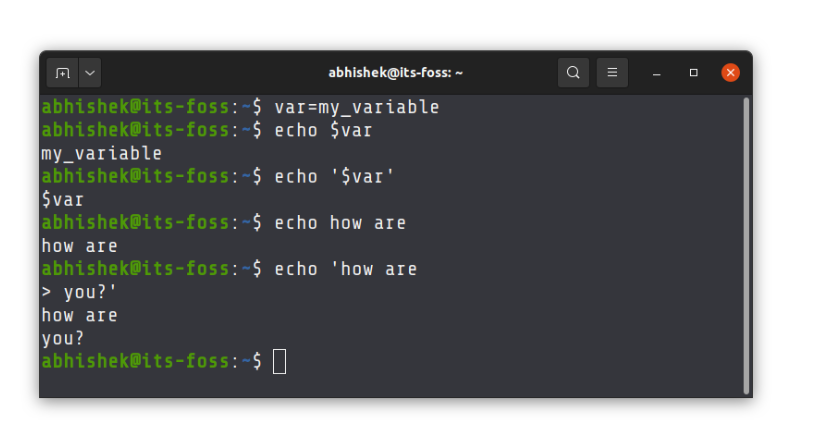 abhishek@its-foss: ~
abhishek@its-foss:~$ var=my_variable
abhishek@its-foss:~$ echo $var
my_variable
abhishek@its-foss:~$ echo '$var'
$var
abhishek@its-foss:~$ echo how are
how are
abhishek@its-foss:~$ echo 'how are
> you?'
how are
you?
abhishek@its-foss:~$